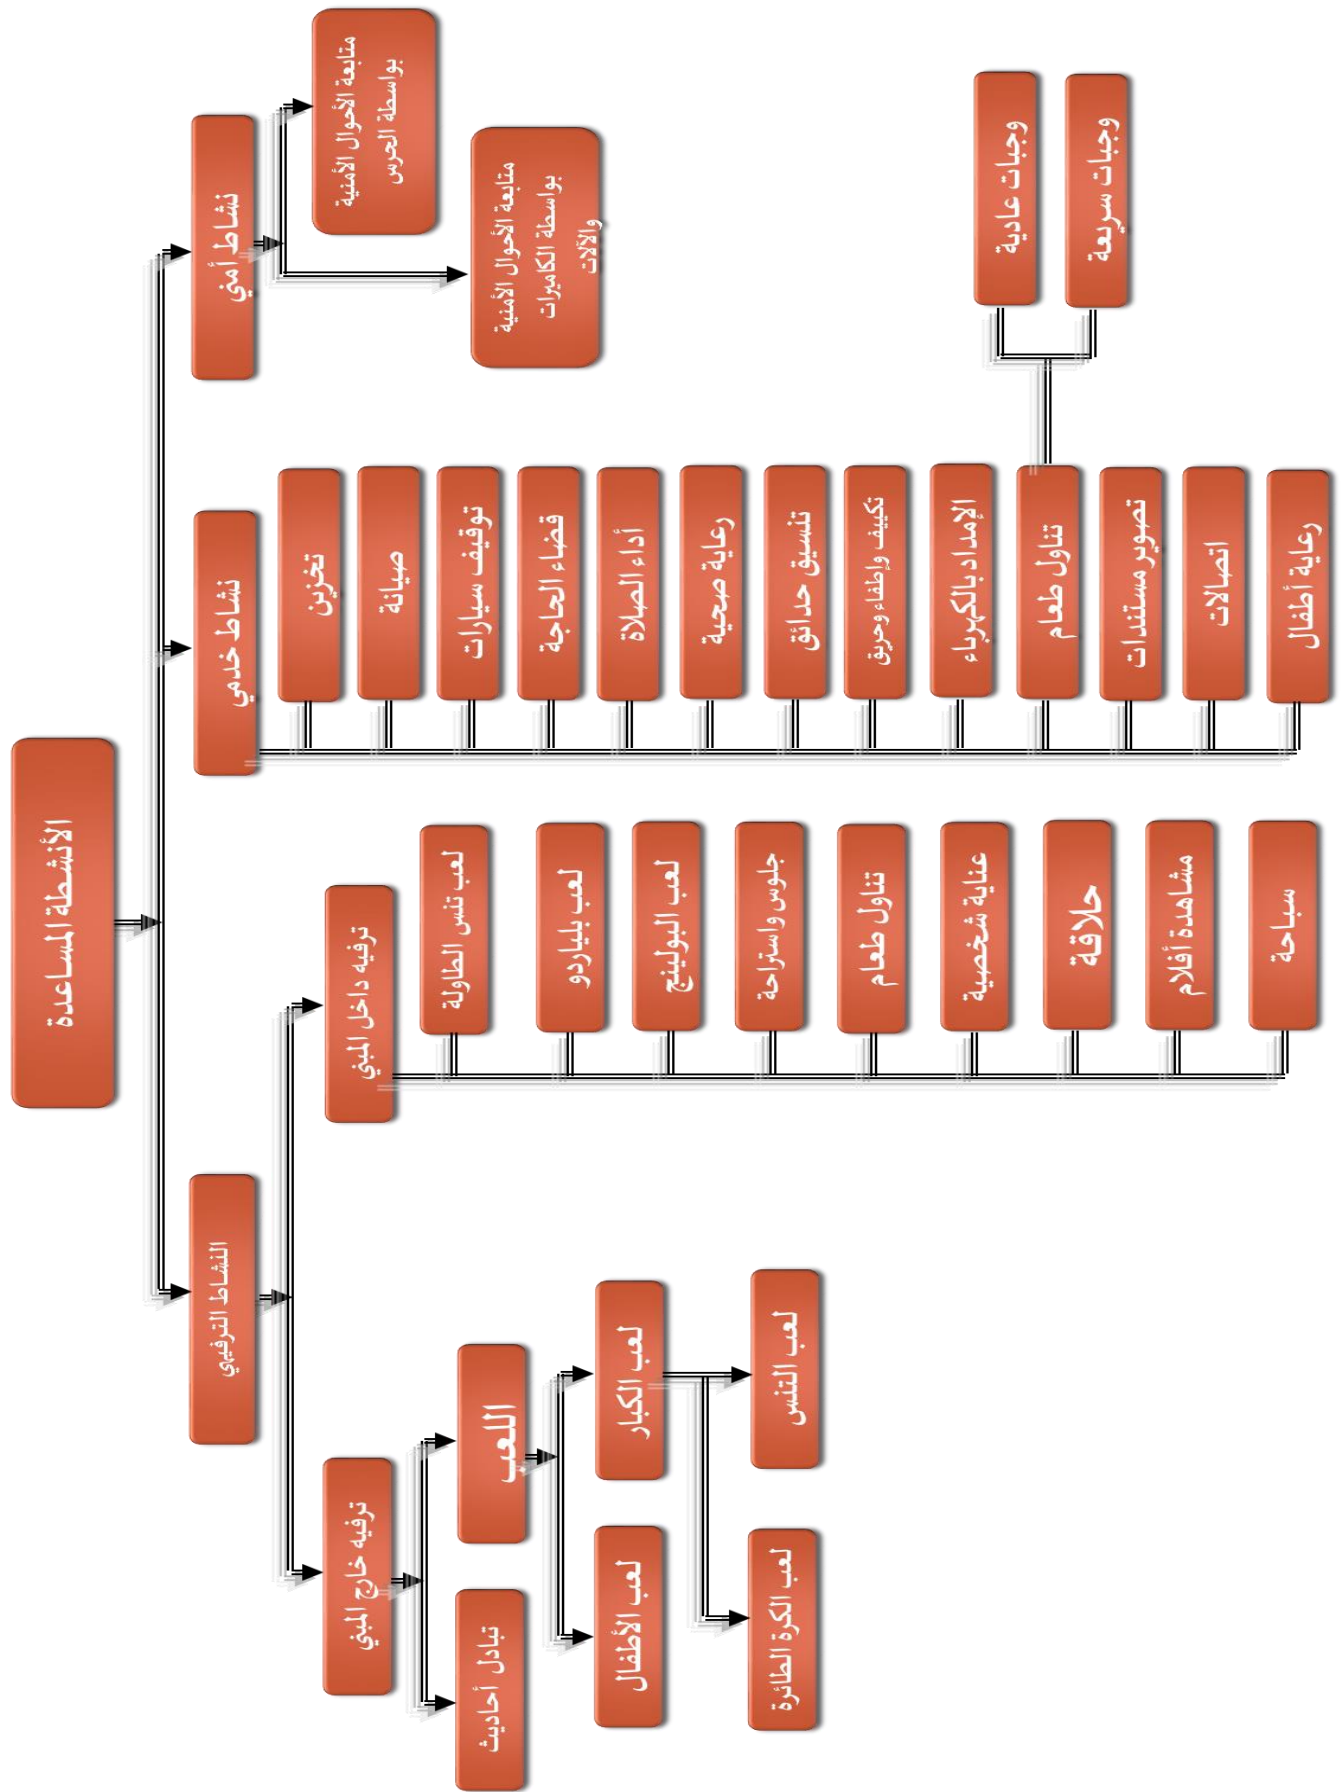 الأنشطة المساعدة
نشاط أمني
متابعة الأحوال الأمنية
بواسطة الحرس
متابعة الأحوال الأمنية
بواسطة الكاميرات
والآلات
نشاط خدمي
تخزين
صيانة
توقيف سيارات
قضاء الحاجة
أداء الصلاة
رعاية صحية
تنسيق حدائق
تكييف وإطفاء وحريق
الإمداد بالكهرباء
تناول طعام
وجبات عادية
وجبات سريعة
تصوير مستندات
اتصالات
رعاية أطفال
النشاط الترفيهي
ترفيه داخل المبني
لعب تنس الطاولة
لعب بلياردو
لعب البولينج
جلوس واستراحة
تناول طعام
عناية شخصية
حلاقة
مشاهدة أفلام
سباحة
ترفيه خارج المبني
اللعب
لعب الكبار
لعب التنس
لعب الكرة الطائرة
لعب الأطفال
تبادل أحاديث